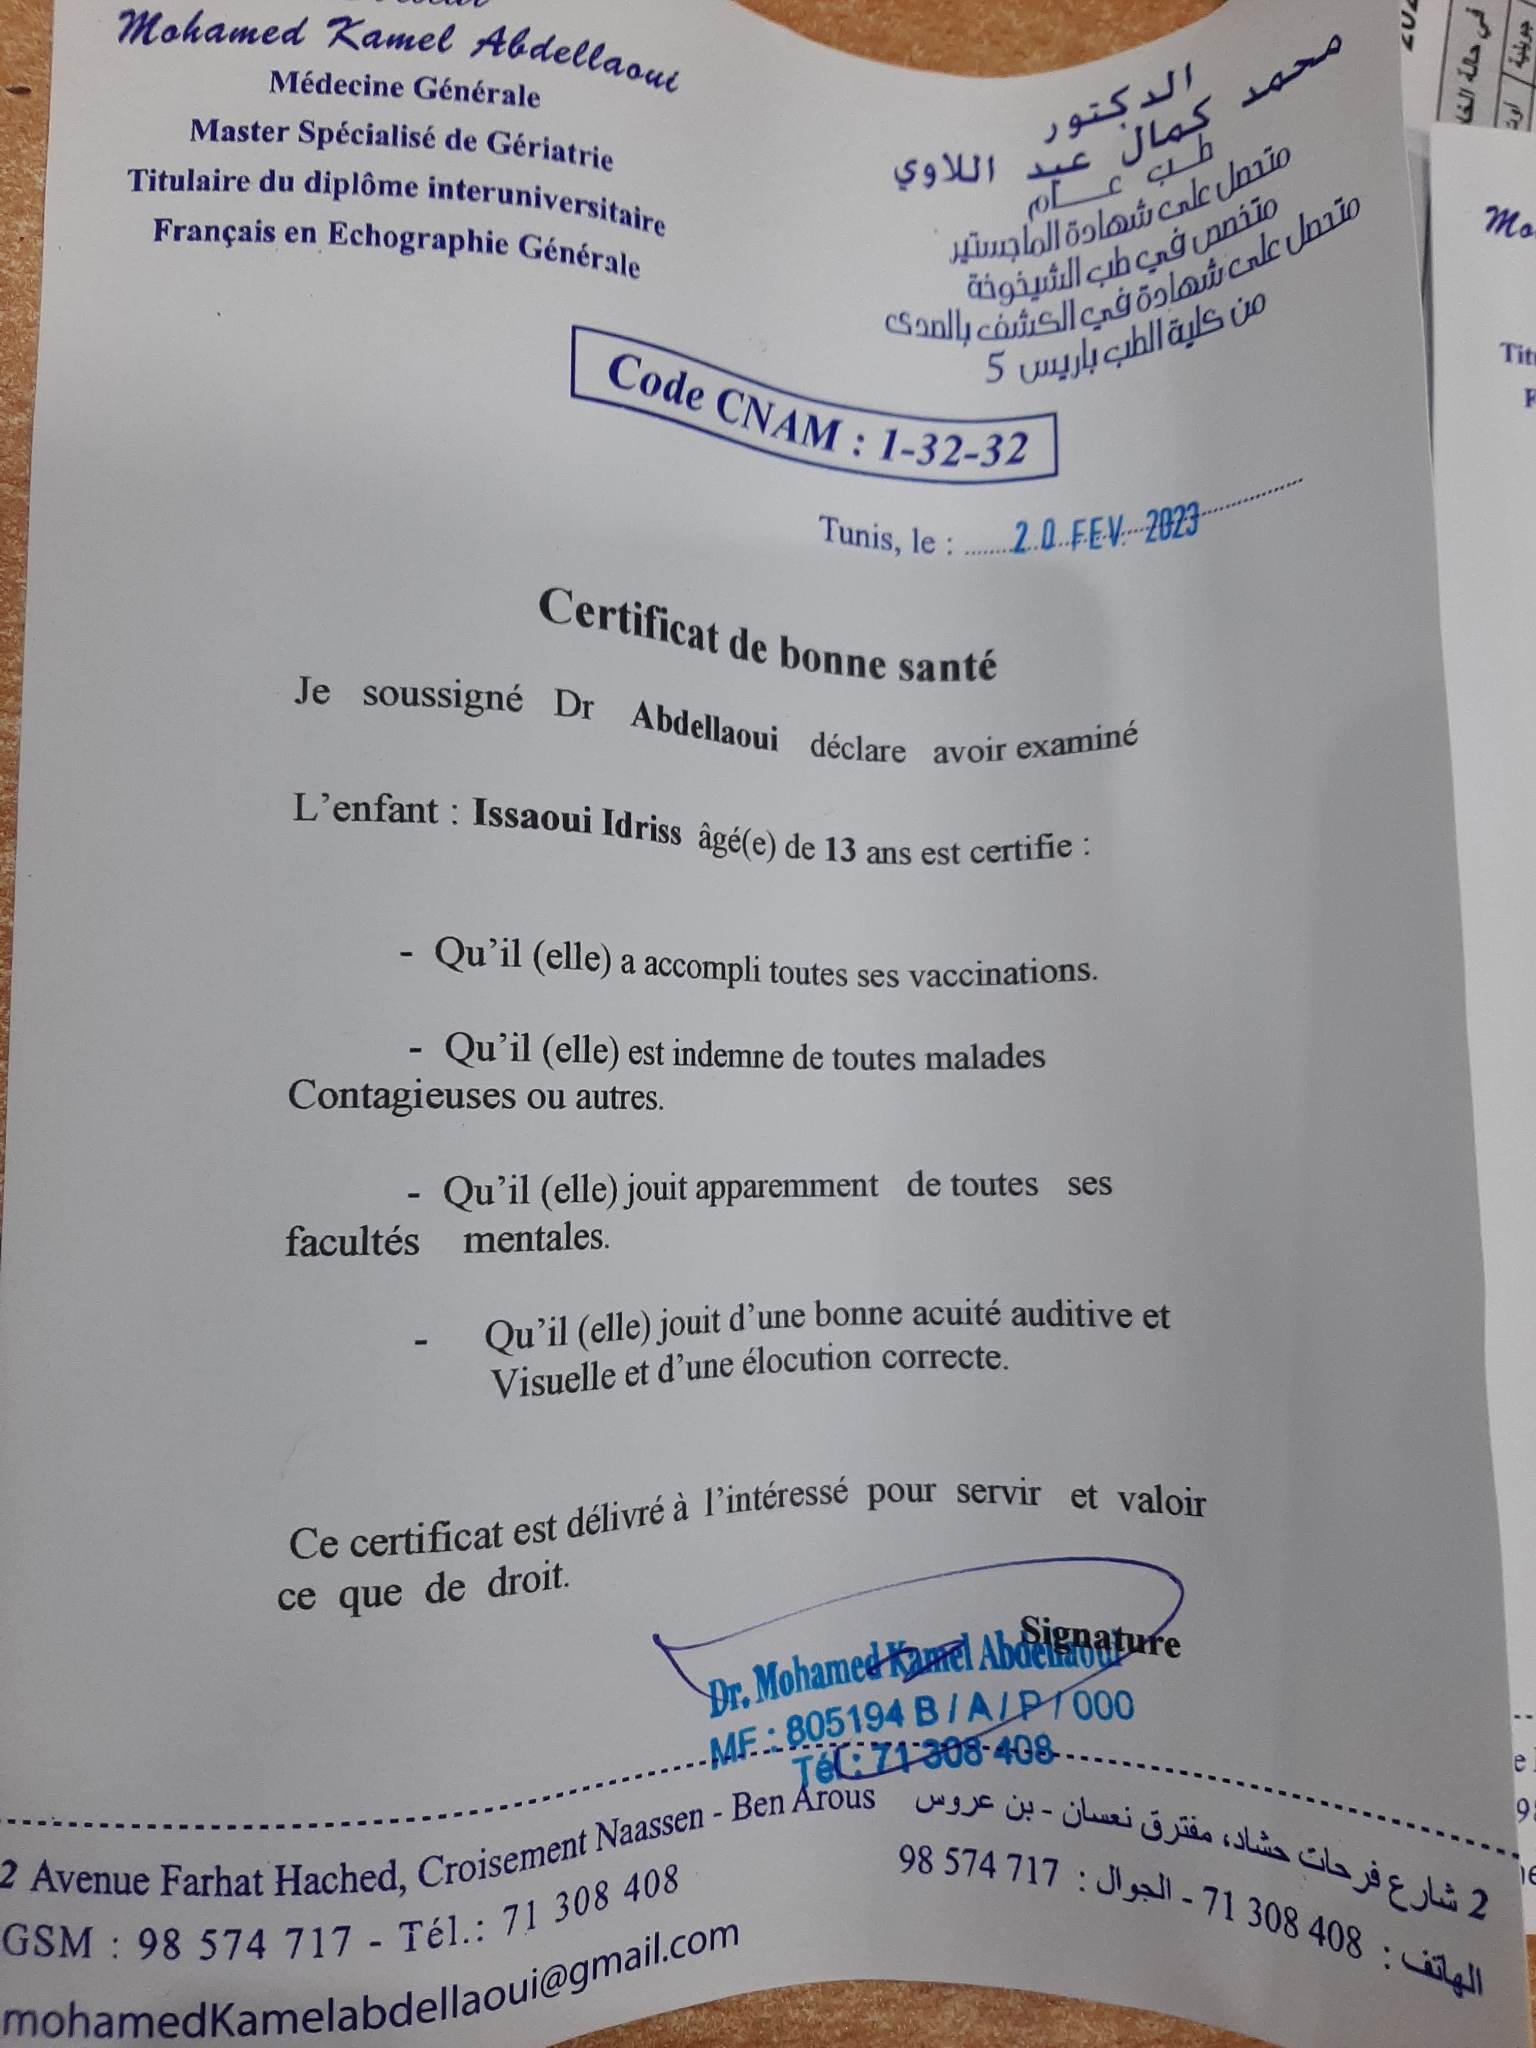 Mohamed Kamel Abdellaoui
Médecine Générale
Master Spécialisé de Gériatrie
Titulaire du diplôme interuniversitaire
Français en Echographie Générale
الدكتور
محمد كمال عبد اللاوي
طب عام
متحصل على شهادة الماجستير
متخصص في طب الشيخوخة
متحصل على شهادة في الكشف بالصدى
من كلية الطب باريس 5
Code CNAM : 1-32-32
Tunis, le : 20 FEV. 2023
Certificat de bonne santé
Je soussigné Dr Abdellaoui déclare avoir examiné
L'enfant : Issaoui Idriss âgé(e) de 13 ans est certifie :
- Qu'il (elle) a accompli toutes ses vaccinations.
- Qu'il (elle) est indemne de toutes malades
Contagieuses ou autres.
- Qu'il (elle) jouit apparemment de toutes ses
facultés mentales.
- Qu'il (elle) jouit d'une bonne acuité auditive et
Visuelle et d'une élocution correcte.
Ce certificat est délivré à l'intéressé pour servir et valoir
ce que de droit.
Signature
Dr. Mohamed Kamel Abdellaoui
MF : 805194 B / A / P / 000
Tél : 71 308 408
2 Avenue Farhat Hached, Croisement Naassen - Ben Arous
GSM : 98 574 717 - Tél.: 71 308 408
mohamedKamelabdellaoui@gmail.com
2 شارع فرحات حشاد، مفترق نعسان - بن عروس
الهاتف : 71 308 408 - الجوال : 98 574 717